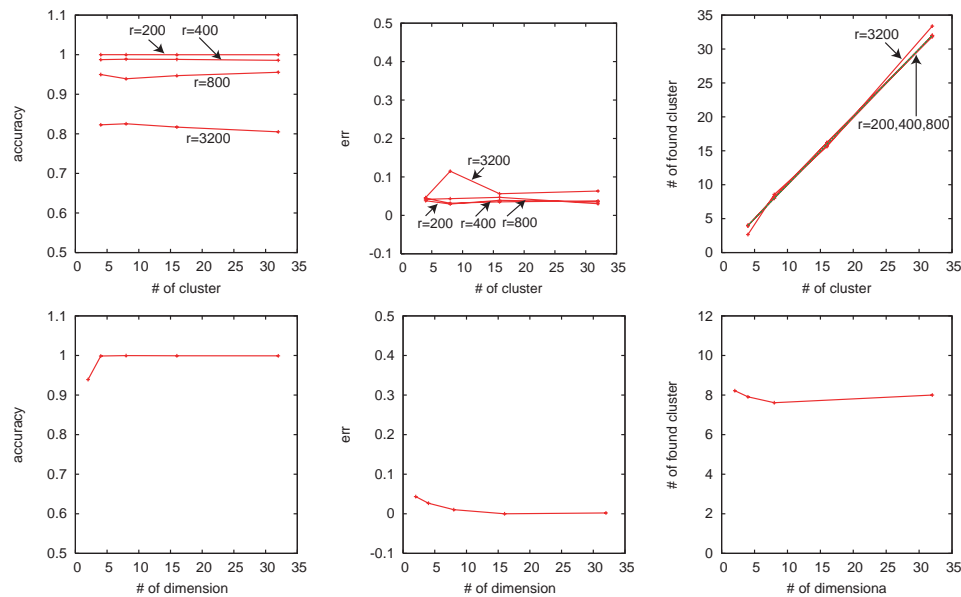 1.1
1
0.9
0.8
0.7
0.6
0.5
accuracy
r=200
r=400
r=800
r=3200
0 5 10 15 20 25 30 35
# of cluster
0.5
0.4
0.3
0.2
0.1
0
-0.1
err
r=3200
r=200
r=400
r=800
0 5 10 15 20 25 30 35
# of cluster
35
30
25
20
15
10
5
0
# of found cluster
r=3200
r=200,400,800
0 5 10 15 20 25 30 35
# of cluster
1.1
1
0.9
0.8
0.7
0.6
0.5
accuracy
0 5 10 15 20 25 30 35
# of dimension
0.5
0.4
0.3
0.2
0.1
0
-0.1
err
0 5 10 15 20 25 30 35
# of dimension
12
10
8
6
4
2
0
# of found cluster
0 5 10 15 20 25 30 35
# of dimensiona